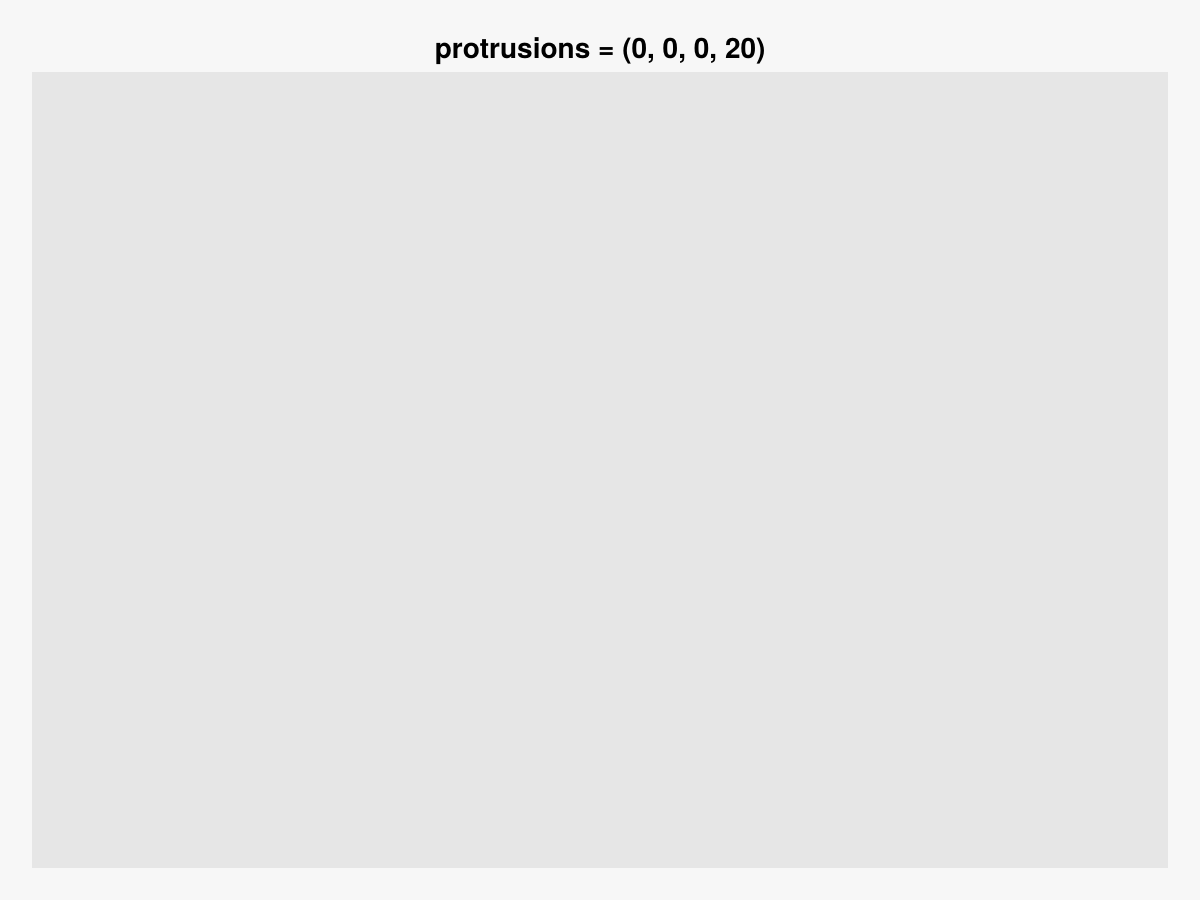 protrusions = (0, 0, 0, 20)